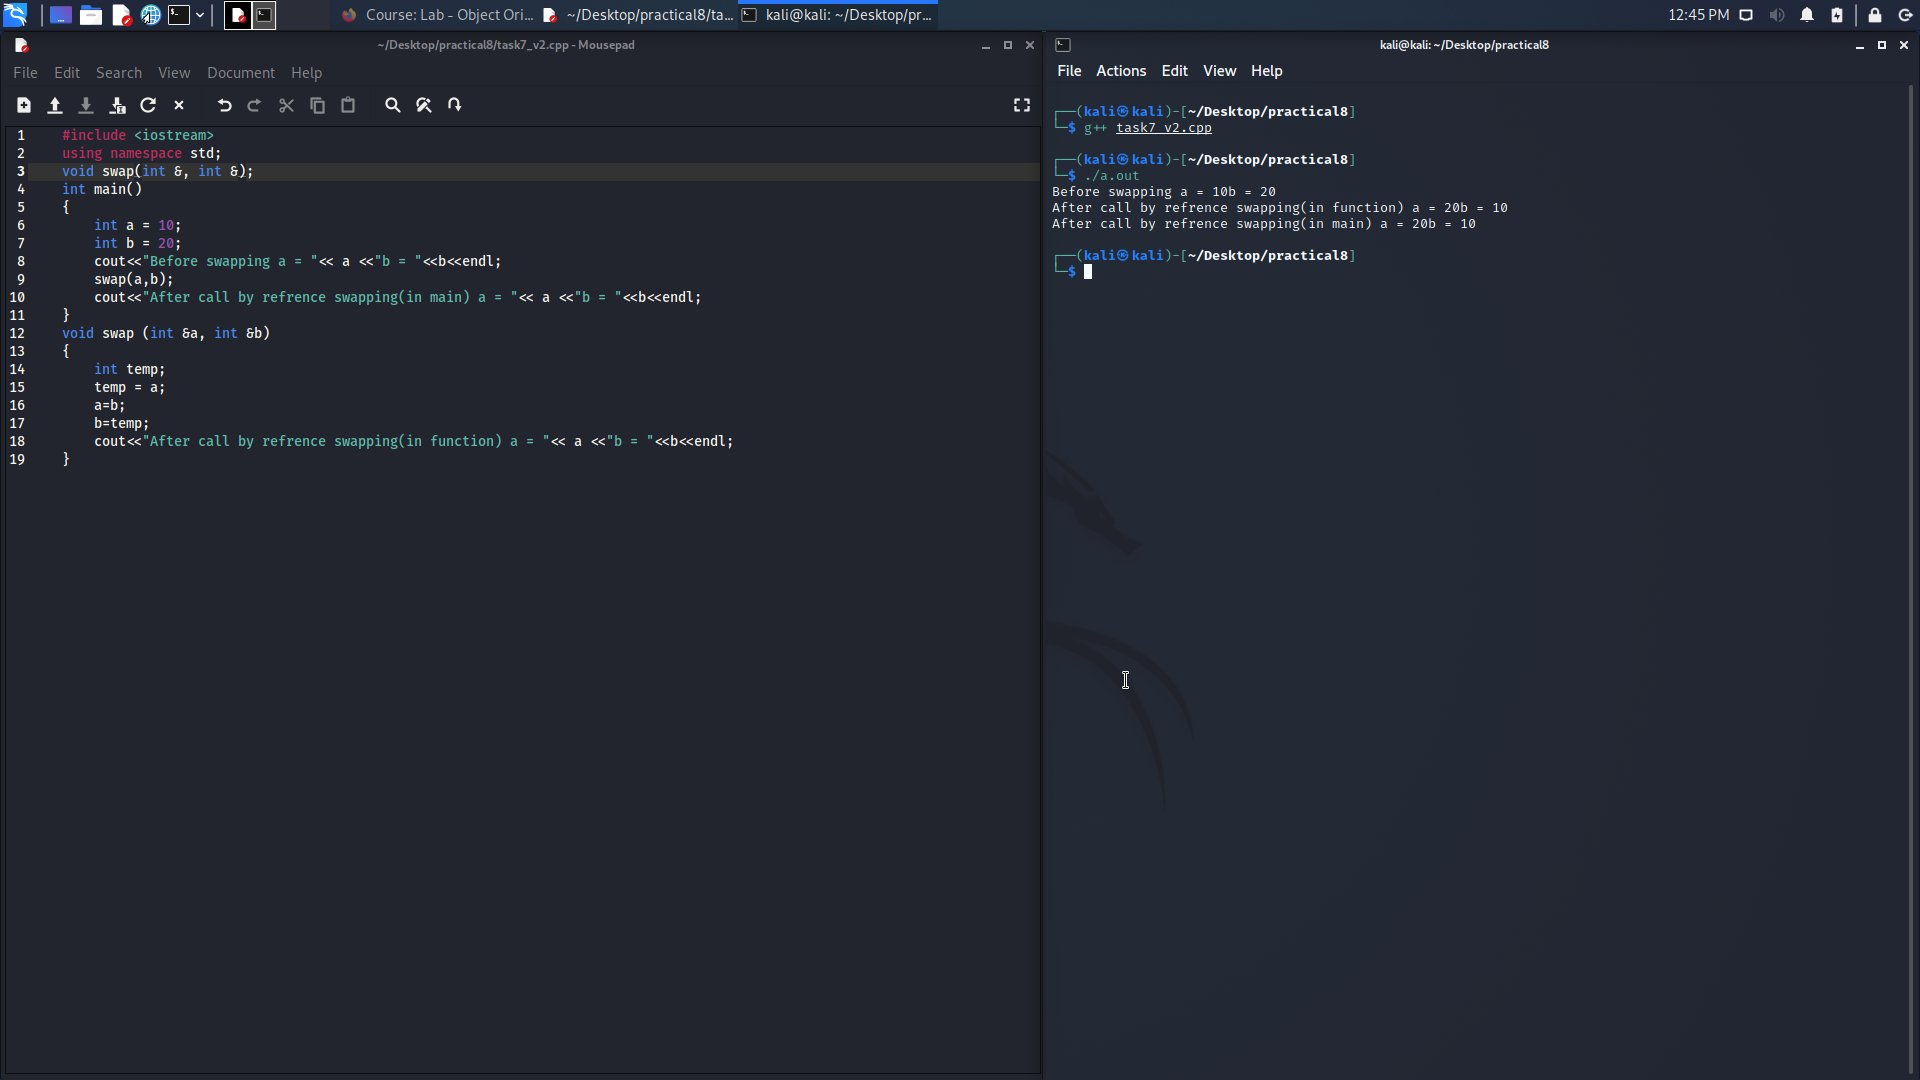 Course: Lab - Object Ori...
~/Desktop/practical8/ta...
kali@kali: ~/Desktop/pr...
12:45 PM
~/Desktop/practical8/task7_v2.cpp - Mousepad
File Edit Search View Document Help
1 #include <iostream>
2 using namespace std;
3 void swap(int &, int &);
4 int main()
5 {
6 int a = 10;
7 int b = 20;
8 cout<<"Before swapping a = "<< a <<"b = "<<b<<endl;
9 swap(a,b);
10 cout<<"After call by refrence swapping(in main) a = "<< a <<"b = "<<b<<endl;
11 }
12 void swap (int &a, int &b)
13 {
14 int temp;
15 temp = a;
16 a=b;
17 b=temp;
18 cout<<"After call by refrence swapping(in function) a = "<< a <<"b = "<<b<<endl;
19 }
kali@kali: ~/Desktop/practical8
File Actions Edit View Help
┌──(kali㉿kali)-[~/Desktop/practical8]
└─$ g++ task7_v2.cpp
┌──(kali㉿kali)-[~/Desktop/practical8]
└─$ ./a.out
Before swapping a = 10b = 20
After call by refrence swapping(in function) a = 20b = 10
After call by refrence swapping(in main) a = 20b = 10
┌──(kali㉿kali)-[~/Desktop/practical8]
└─$